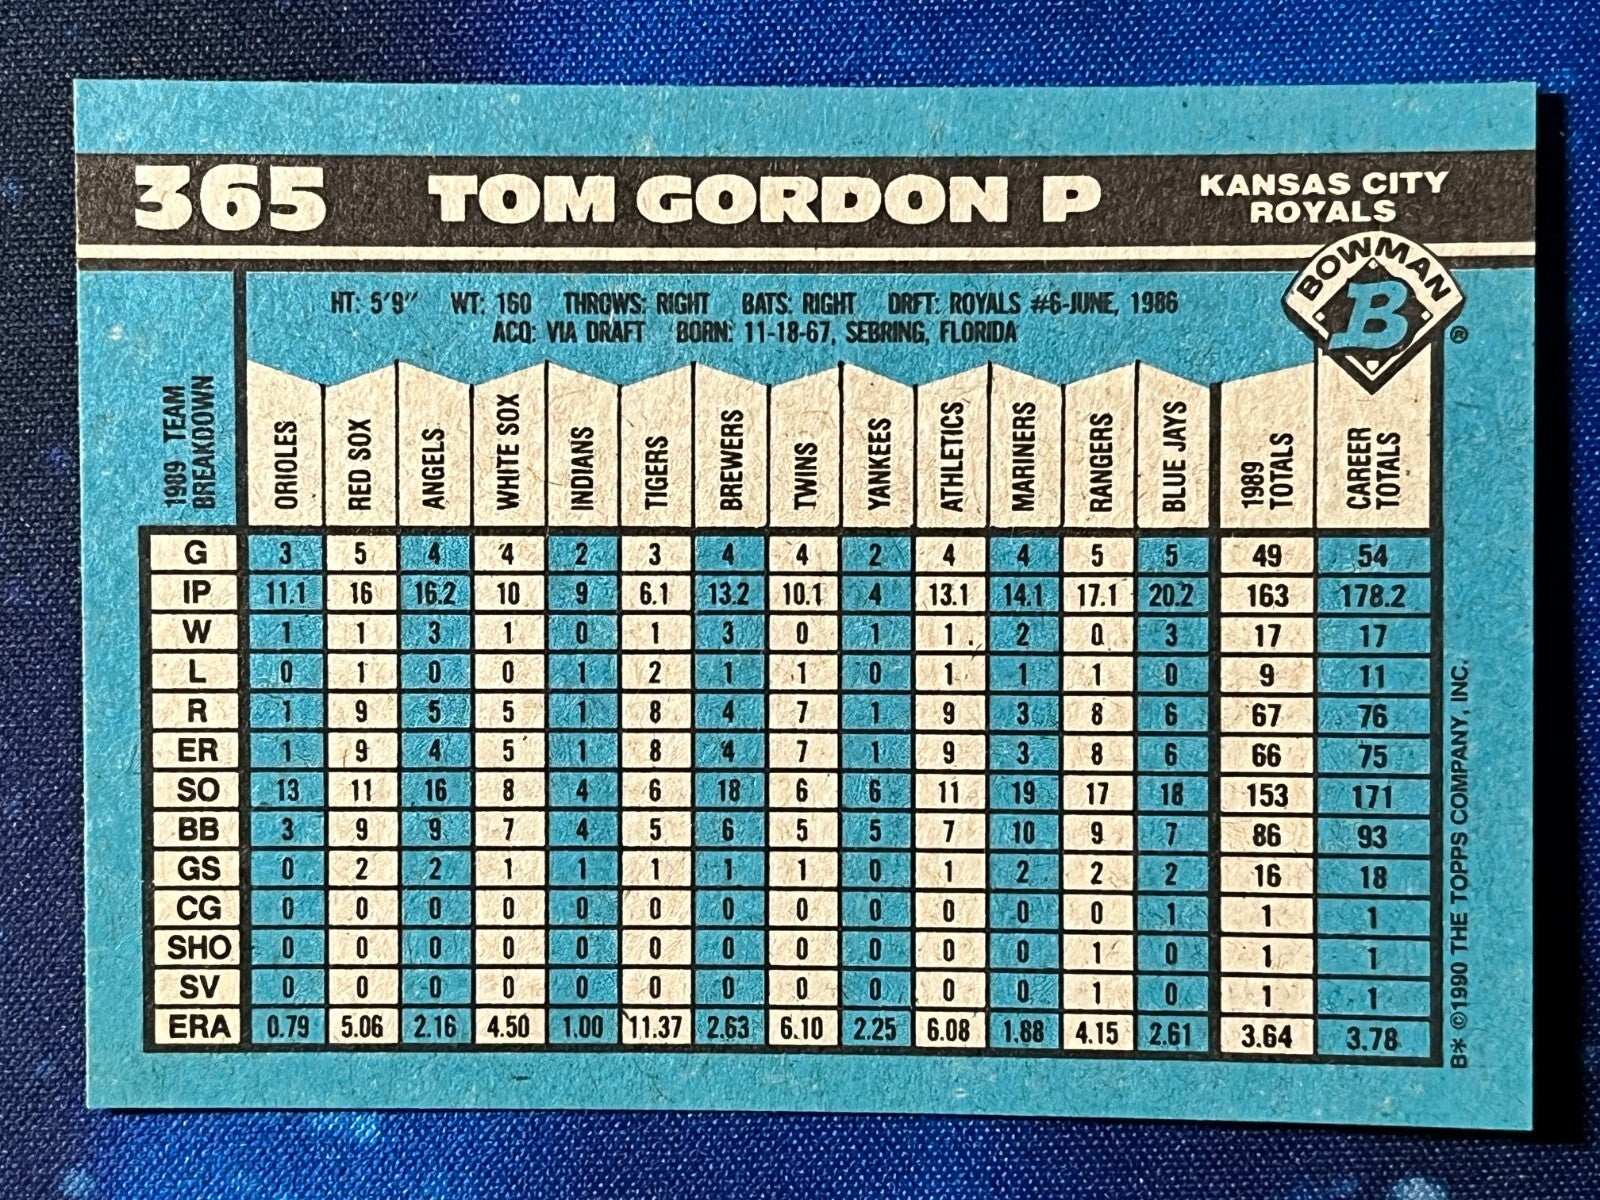 365 TOM GORDON P KANSAS CITY
ROYALS
BOWMAN
B
®
HT: 5'9" WT: 160 THROWS: RIGHT BATS: RIGHT DRFT: ROYALS #6-JUNE, 1986
ACQ: VIA DRAFT BORN: 11-18-67, SEBRING, FLORIDA
1989 TEAM
BREAKDOWN
ORIOLES
RED SOX
ANGELS
WHITE SOX
INDIANS
TIGERS
BREWERS
TWINS
YANKEES
ATHLETICS
MARINERS
RANGERS
BLUE JAYS
1989
TOTALS
CAREER
TOTALS
G 3 5 4 4 2 3 4 4 2 4 4 5 5 49 54
IP 11.1 16 16.2 10 9 6.1 13.2 10.1 4 13.1 14.1 17.1 20.2 163 178.2
W 1 1 3 1 0 1 3 0 1 1 2 0 3 17 17
L 0 1 0 0 1 2 1 1 0 1 1 1 0 9 11
R 1 9 5 5 1 8 4 7 1 9 3 8 6 67 76
ER 1 9 4 5 1 8 4 7 1 9 3 8 6 66 75
SO 13 11 16 8 4 6 18 6 6 11 19 17 18 153 171
BB 3 9 9 7 4 5 6 5 5 7 10 9 7 86 93
GS 0 2 2 1 1 1 1 1 0 1 2 2 2 16 18
CG 0 0 0 0 0 0 0 0 0 0 0 0 1 1 1
SHO 0 0 0 0 0 0 0 0 0 0 0 1 0 1 1
SV 0 0 0 0 0 0 0 0 0 0 0 1 0 1 1
ERA 0.79 5.06 2.16 4.50 1.00 11.37 2.63 6.10 2.25 6.08 1.88 4.15 2.61 3.64 3.78
B* ©1990 THE TOPPS COMPANY, INC.